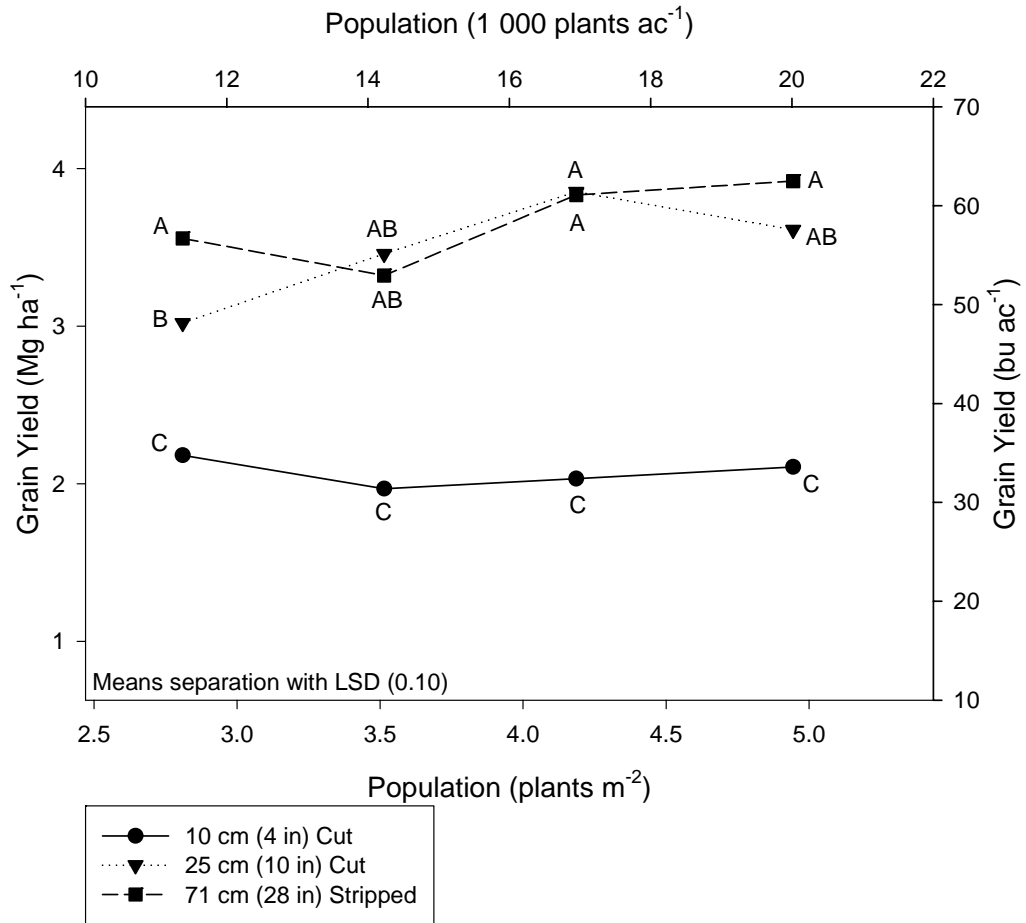 Population (1 000 plants ac⁻¹)
10 12 14 16 18 20 22
70
4
A
A
A
AB
60
A
A
AB
AB
Grain Yield (Mg ha⁻¹)
Grain Yield (bu ac⁻¹)
50
3
B
40
C
2
C
C
C
30
20
1
Means separation with LSD (0.10)
10
2.5 3.0 3.5 4.0 4.5 5.0
Population (plants m⁻²)
10 cm (4 in) Cut
25 cm (10 in) Cut
71 cm (28 in) Stripped